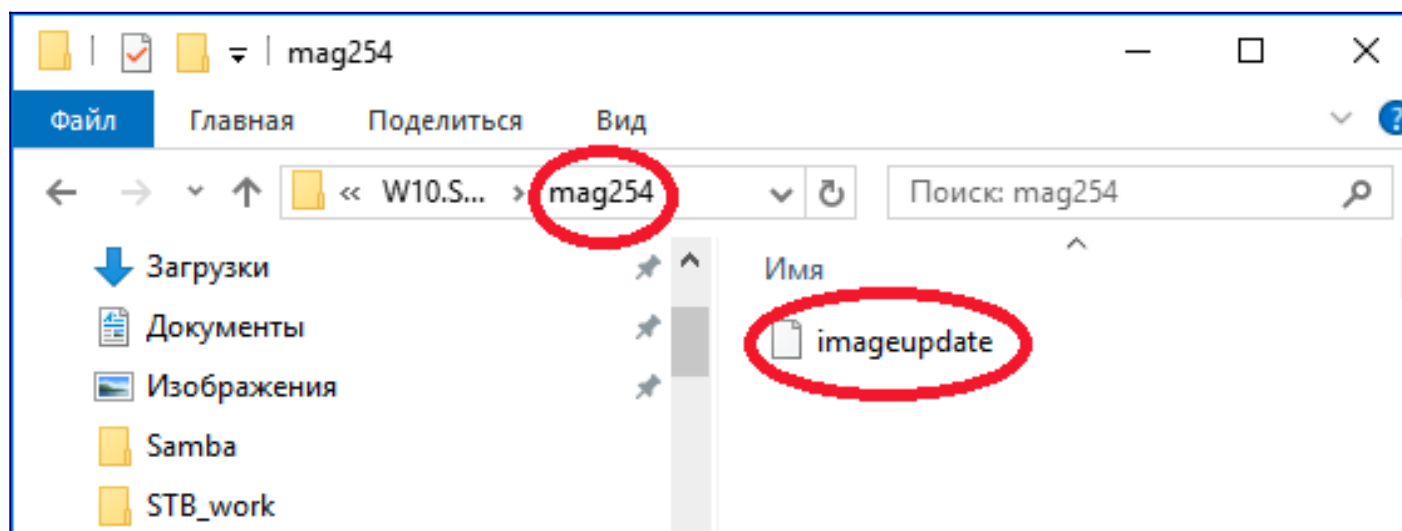 mag254
Файл Главная Поделиться Вид ?
« W10.S... › mag254 Поиск: mag254
Загрузки
Документы
Изображения
Samba
STB_work
Имя
imageupdate